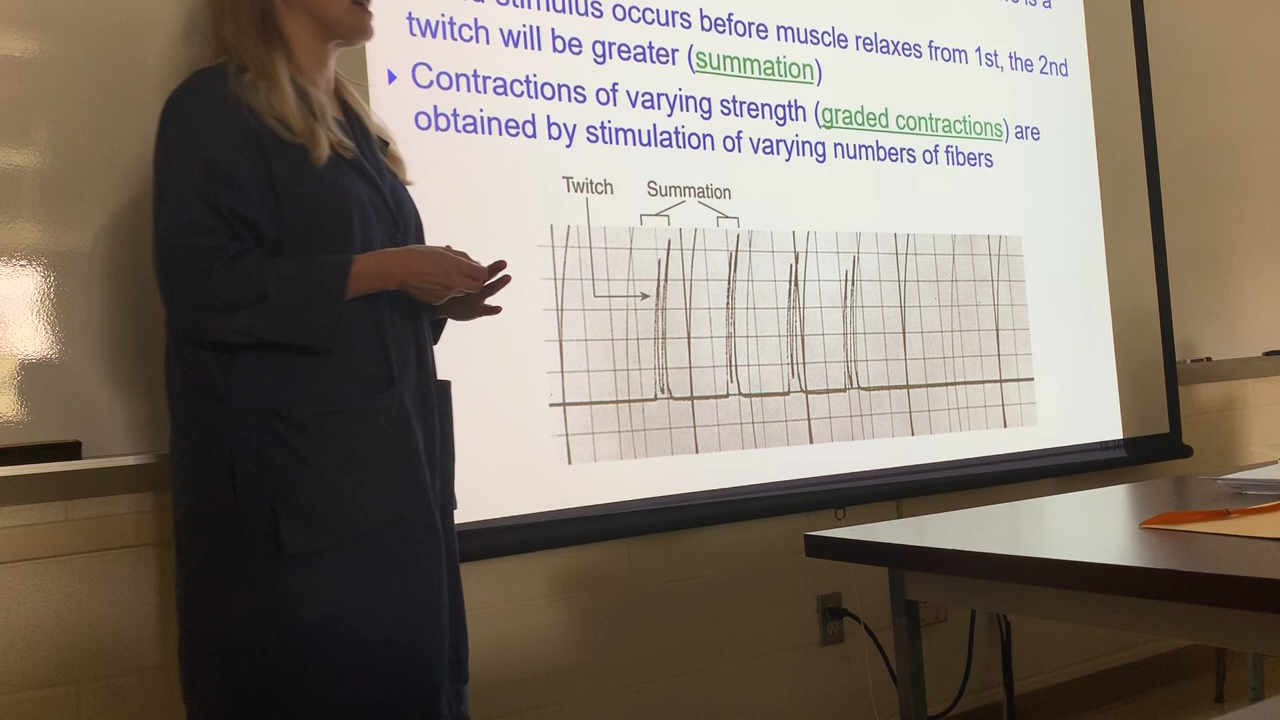 is a
stimulus occurs before muscle relaxes from 1st, the 2nd
twitch will be greater (summation)
Contractions of varying strength (graded contractions) are
obtained by stimulation of varying numbers of fibers
Twitch Summation